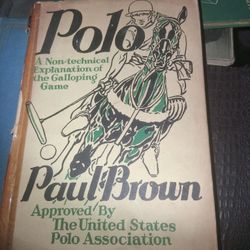 Polo
A Non-technical
Explanation of
the Galloping
Game
Paul Brown
Approved By
The United States
Polo Association